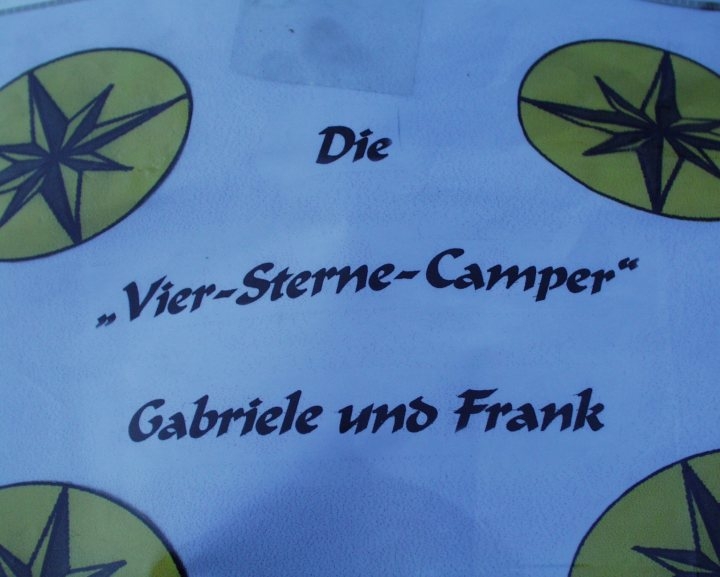 Die
„Vier-Sterne-Camper“
Gabriele und Frank